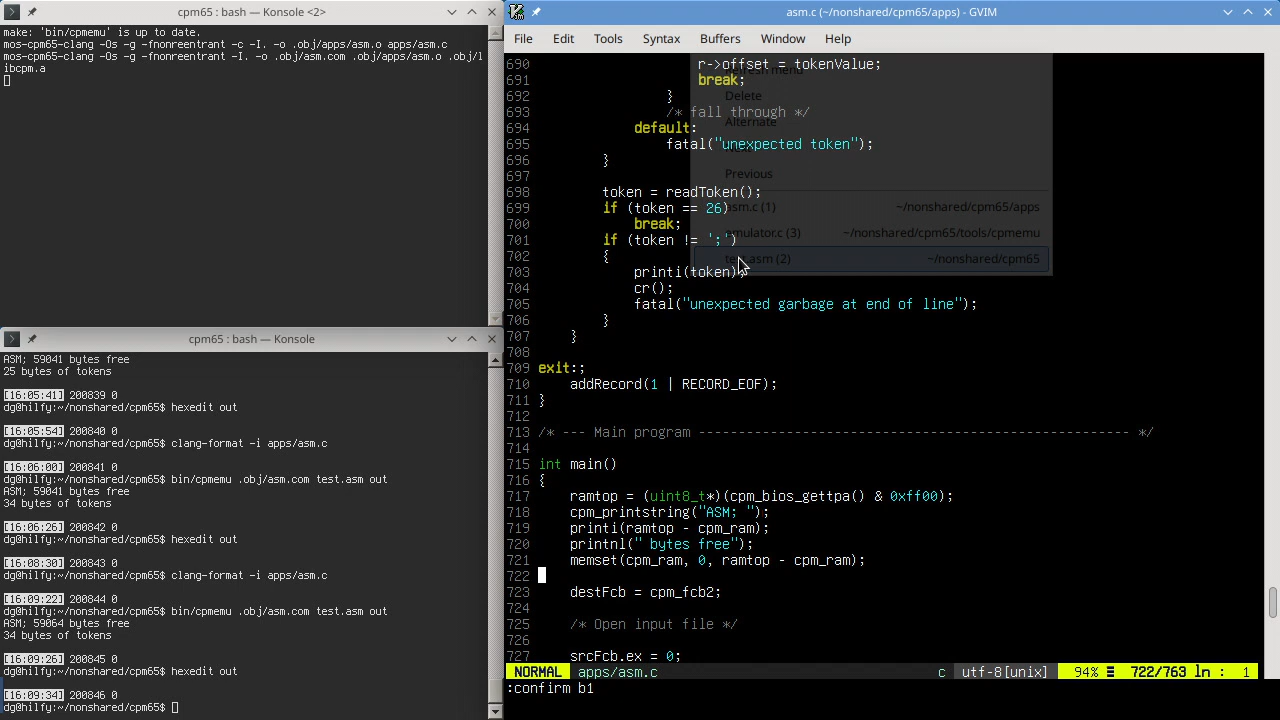 cpm65 : bash — Konsole <2>
make: 'bin/cpmemu' is up to date.
mos-cpm65-clang -Os -g -fnonreentrant -c -I. -o .obj/apps/asm.o apps/asm.c
mos-cpm65-clang -Os -g -fnonreentrant -I. -o .obj/asm.com .obj/apps/asm.o .obj/l
ibcpm.a
cpm65 : bash — Konsole
ASM; 59041 bytes free
25 bytes of tokens
[16:05:41] 200839 0
dg@hilfy:~/nonshared/cpm65$ hexedit out
[16:05:54] 200840 0
dg@hilfy:~/nonshared/cpm65$ clang-format -i apps/asm.c
[16:06:00] 200841 0
dg@hilfy:~/nonshared/cpm65$ bin/cpmemu .obj/asm.com test.asm out
ASM; 59041 bytes free
34 bytes of tokens
[16:06:26] 200842 0
dg@hilfy:~/nonshared/cpm65$ hexedit out
[16:08:30] 200843 0
dg@hilfy:~/nonshared/cpm65$ clang-format -i apps/asm.c
[16:09:22] 200844 0
dg@hilfy:~/nonshared/cpm65$ bin/cpmemu .obj/asm.com test.asm out
ASM; 59064 bytes free
34 bytes of tokens
[16:09:26] 200845 0
dg@hilfy:~/nonshared/cpm65$ hexedit out
[16:09:34] 200846 0
dg@hilfy:~/nonshared/cpm65$
asm.c (~/nonshared/cpm65/apps) - GVIM
File Edit Tools Syntax Buffers Window Help
690 r->offset = tokenValue;
691 break;
692 }
693 /* fall through */
694 default:
695 fatal("unexpected token");
696 }
697
698 token = readToken();
699 if (token == 26)
700 break;
701 if (token != ';')
702 {
703 printi(token);
704 cr();
705 fatal("unexpected garbage at end of line");
706 }
707 }
708
709 exit:;
710 addRecord(1 | RECORD_EOF);
711 }
712
713 /* --- Main program ------------------------------------------------------ */
714
715 int main()
716 {
717 ramtop = (uint8_t*)(cpm_bios_gettpa() & 0xff00);
718 cpm_printstring("ASM; ");
719 printi(ramtop - cpm_ram);
720 printnl(" bytes free");
721 memset(cpm_ram, 0, ramtop - cpm_ram);
722
723 destFcb = cpm_fcb2;
724
725 /* Open input file */
726
727 srcFcb.ex = 0;
Refresh menu
Delete
Alternate
Previous
asm.c (1) ~/nonshared/cpm65/apps
emulator.c (3) ~/nonshared/cpm65/tools/cpmemu
test.asm (2) ~/nonshared/cpm65
NORMAL apps/asm.c c utf-8[unix] 94% ☰ 722/763 ln : 1
:confirm b1